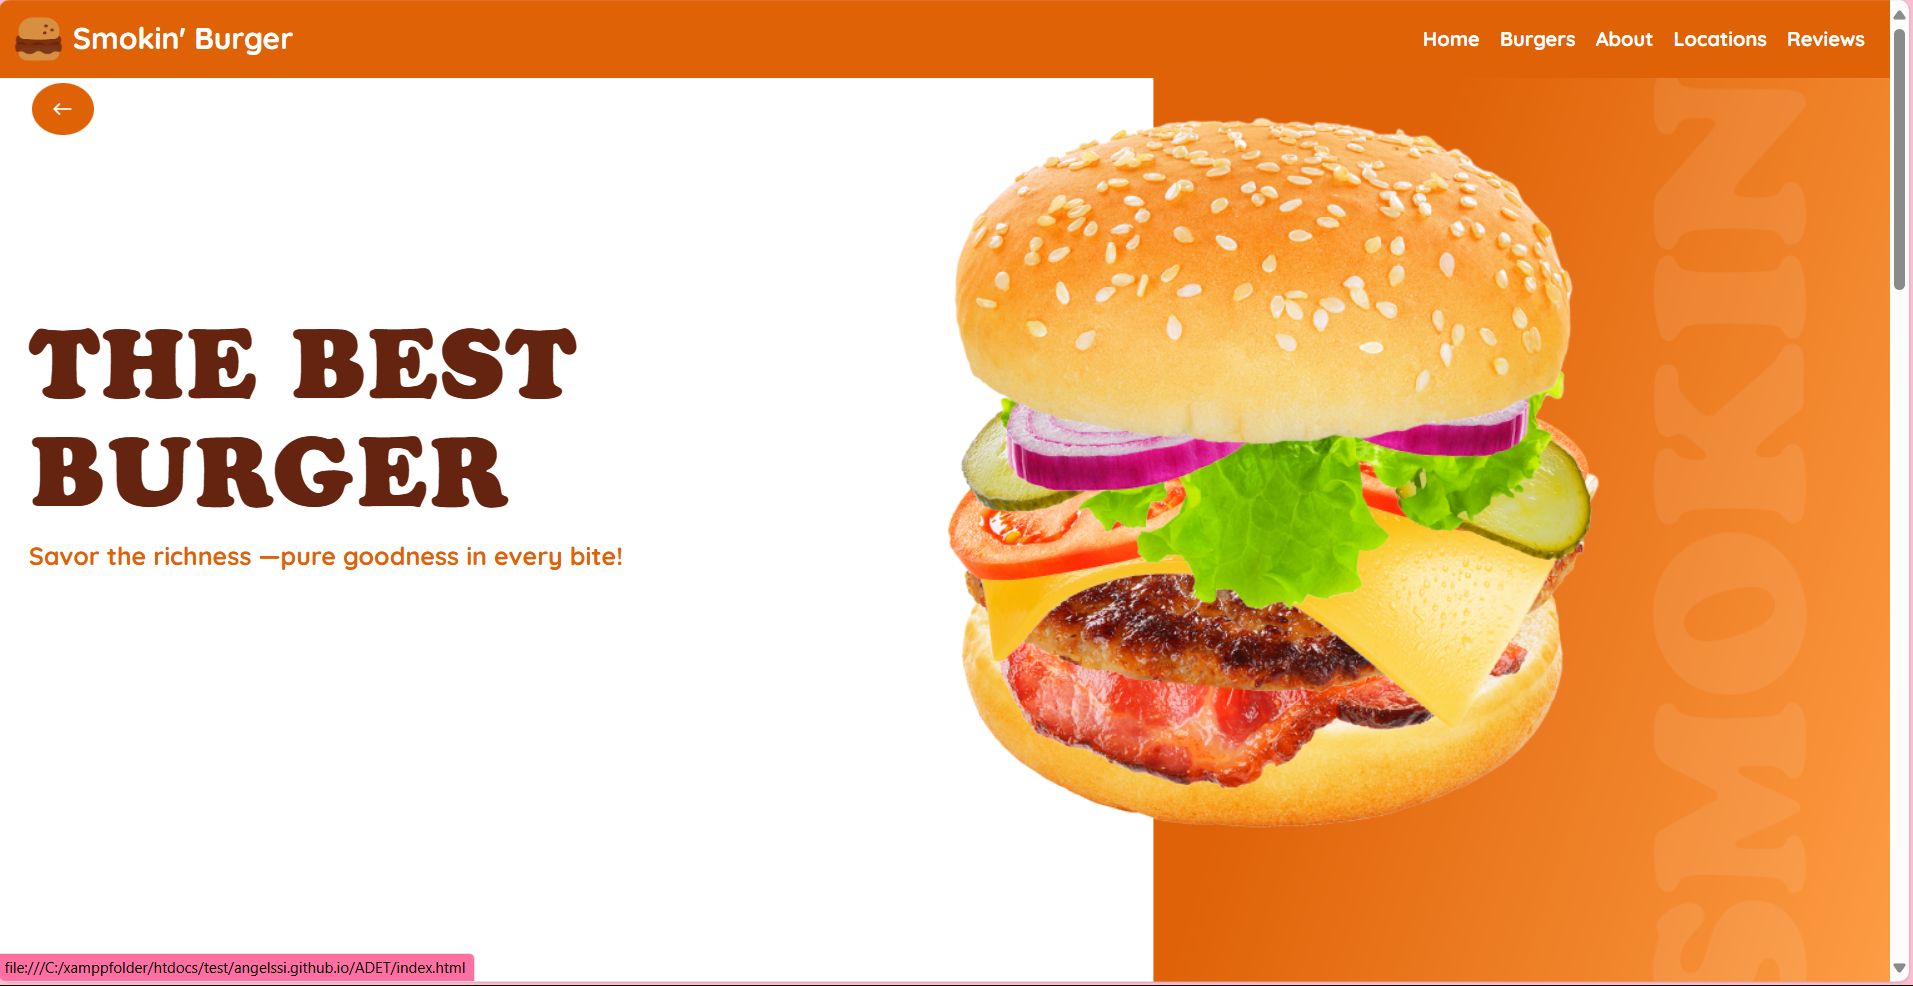 Smokin' Burger
Home Burgers About Locations Reviews
←
THE BEST
BURGER
Savor the richness —pure goodness in every bite!
SMOKIN
file:///C:/xamppfolder/htdocs/test/angelssi.github.io/ADET/index.html